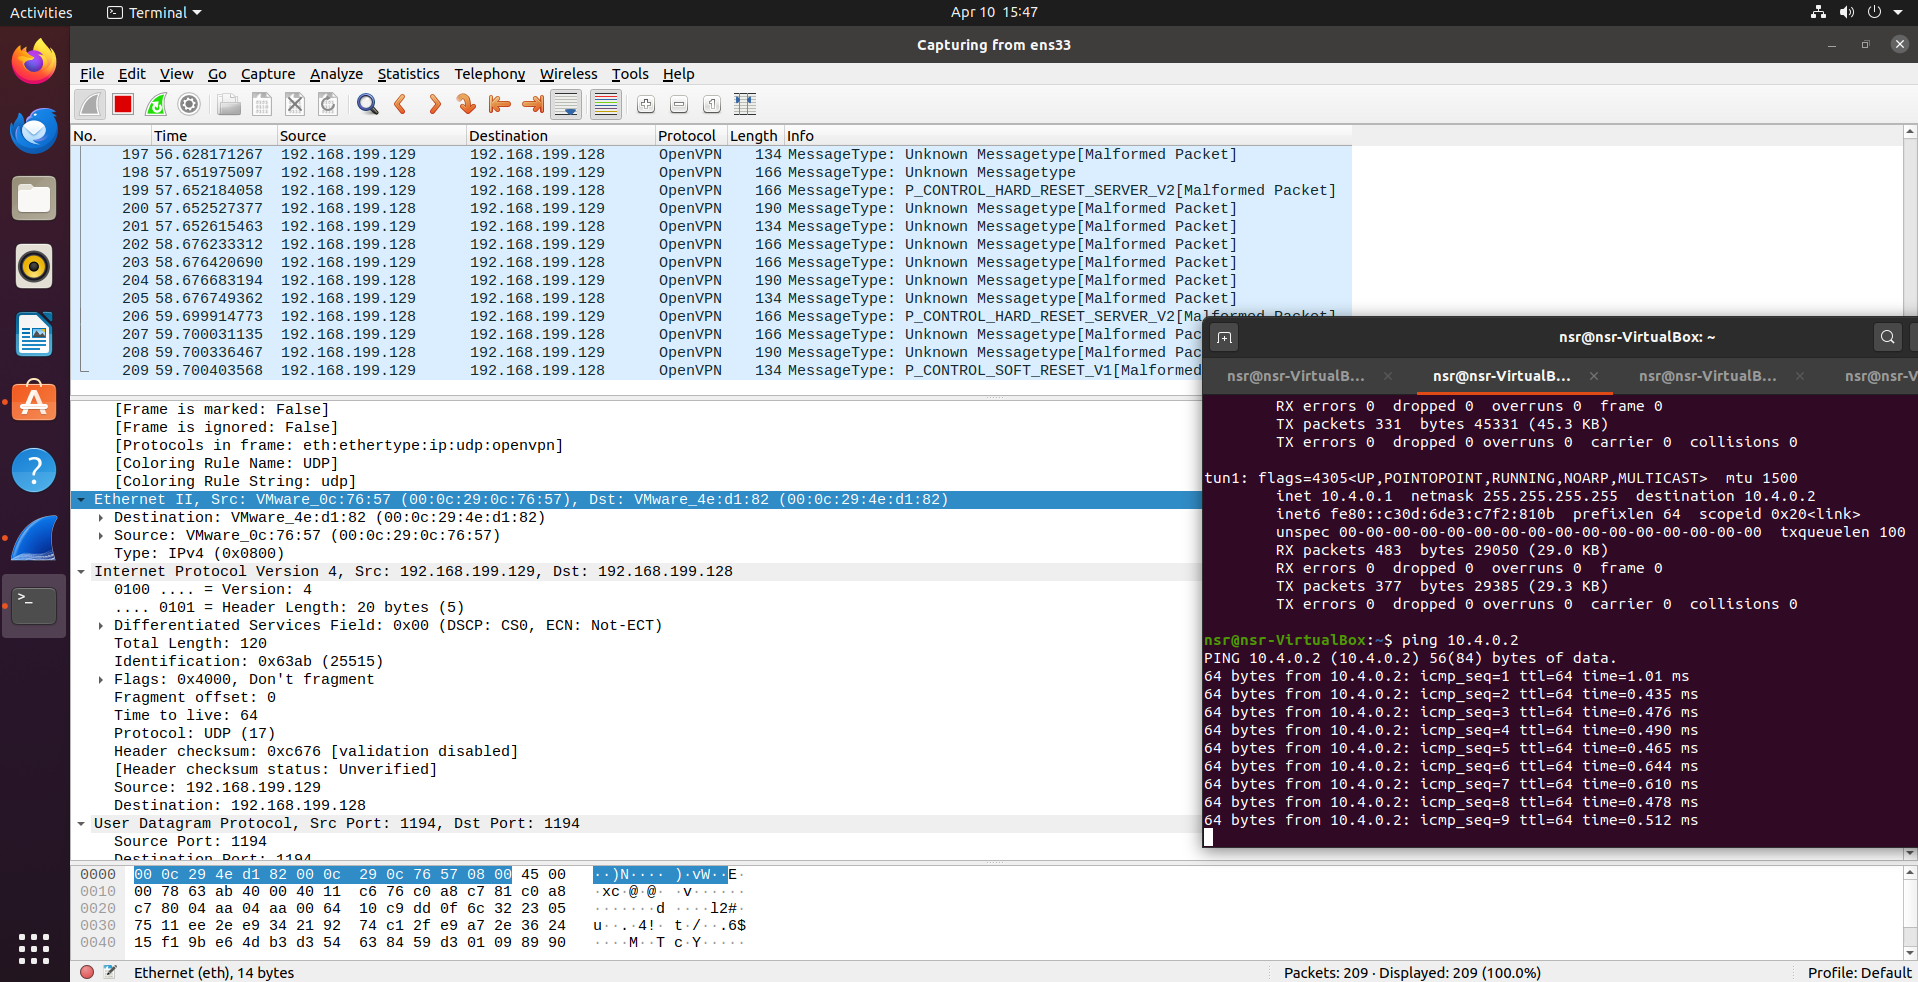 Activities Terminal Apr 10 15:47
Capturing from ens33
File Edit View Go Capture Analyze Statistics Telephony Wireless Tools Help
No. Time Source Destination Protocol Length Info
197 56.628171267 192.168.199.129 192.168.199.128 OpenVPN 134 MessageType: Unknown Messagetype[Malformed Packet]
198 57.651975097 192.168.199.128 192.168.199.129 OpenVPN 166 MessageType: Unknown Messagetype
199 57.652184058 192.168.199.129 192.168.199.128 OpenVPN 166 MessageType: P_CONTROL_HARD_RESET_SERVER_V2[Malformed Packet]
200 57.652527377 192.168.199.128 192.168.199.129 OpenVPN 190 MessageType: Unknown Messagetype[Malformed Packet]
201 57.652615463 192.168.199.129 192.168.199.128 OpenVPN 134 MessageType: Unknown Messagetype[Malformed Packet]
202 58.676233312 192.168.199.128 192.168.199.129 OpenVPN 166 MessageType: Unknown Messagetype[Malformed Packet]
203 58.676420690 192.168.199.129 192.168.199.128 OpenVPN 166 MessageType: Unknown Messagetype[Malformed Packet]
204 58.676683194 192.168.199.128 192.168.199.129 OpenVPN 190 MessageType: Unknown Messagetype[Malformed Packet]
205 58.676749362 192.168.199.129 192.168.199.128 OpenVPN 134 MessageType: Unknown Messagetype[Malformed Packet]
206 59.699914773 192.168.199.128 192.168.199.129 OpenVPN 166 MessageType: P_CONTROL_HARD_RESET_SERVER_V2[Malformed Packet]
207 59.700031135 192.168.199.129 192.168.199.128 OpenVPN 166 MessageType: Unknown Messagetype[Malformed Pac
208 59.700336467 192.168.199.128 192.168.199.129 OpenVPN 190 MessageType: Unknown Messagetype[Malformed Pac
209 59.700403568 192.168.199.129 192.168.199.128 OpenVPN 134 MessageType: P_CONTROL_SOFT_RESET_V1[Malformed
[Frame is marked: False]
[Frame is ignored: False]
[Protocols in frame: eth:ethertype:ip:udp:openvpn]
[Coloring Rule Name: UDP]
[Coloring Rule String: udp]
Ethernet II, Src: VMware_0c:76:57 (00:0c:29:0c:76:57), Dst: VMware_4e:d1:82 (00:0c:29:4e:d1:82)
Destination: VMware_4e:d1:82 (00:0c:29:4e:d1:82)
Source: VMware_0c:76:57 (00:0c:29:0c:76:57)
Type: IPv4 (0x0800)
Internet Protocol Version 4, Src: 192.168.199.129, Dst: 192.168.199.128
0100 .... = Version: 4
.... 0101 = Header Length: 20 bytes (5)
Differentiated Services Field: 0x00 (DSCP: CS0, ECN: Not-ECT)
Total Length: 120
Identification: 0x63ab (25515)
Flags: 0x4000, Don't fragment
Fragment offset: 0
Time to live: 64
Protocol: UDP (17)
Header checksum: 0xc676 [validation disabled]
[Header checksum status: Unverified]
Source: 192.168.199.129
Destination: 192.168.199.128
User Datagram Protocol, Src Port: 1194, Dst Port: 1194
Source Port: 1194
Destination Port: 1194
nsr@nsr-VirtualBox: ~
nsr@nsr-VirtualB... nsr@nsr-VirtualB... nsr@nsr-VirtualB... nsr@nsr-V
RX errors 0 dropped 0 overruns 0 frame 0
TX packets 331 bytes 45331 (45.3 KB)
TX errors 0 dropped 0 overruns 0 carrier 0 collisions 0
tun1: flags=4305<UP,POINTOPOINT,RUNNING,NOARP,MULTICAST> mtu 1500
inet 10.4.0.1 netmask 255.255.255.255 destination 10.4.0.2
inet6 fe80::c30d:6de3:c7f2:810b prefixlen 64 scopeid 0x20<link>
unspec 00-00-00-00-00-00-00-00-00-00-00-00-00-00-00-00 txqueuelen 100
RX packets 483 bytes 29050 (29.0 KB)
RX errors 0 dropped 0 overruns 0 frame 0
TX packets 377 bytes 29385 (29.3 KB)
TX errors 0 dropped 0 overruns 0 carrier 0 collisions 0
nsr@nsr-VirtualBox:~$ ping 10.4.0.2
PING 10.4.0.2 (10.4.0.2) 56(84) bytes of data.
64 bytes from 10.4.0.2: icmp_seq=1 ttl=64 time=1.01 ms
64 bytes from 10.4.0.2: icmp_seq=2 ttl=64 time=0.435 ms
64 bytes from 10.4.0.2: icmp_seq=3 ttl=64 time=0.476 ms
64 bytes from 10.4.0.2: icmp_seq=4 ttl=64 time=0.490 ms
64 bytes from 10.4.0.2: icmp_seq=5 ttl=64 time=0.465 ms
64 bytes from 10.4.0.2: icmp_seq=6 ttl=64 time=0.644 ms
64 bytes from 10.4.0.2: icmp_seq=7 ttl=64 time=0.610 ms
64 bytes from 10.4.0.2: icmp_seq=8 ttl=64 time=0.478 ms
64 bytes from 10.4.0.2: icmp_seq=9 ttl=64 time=0.512 ms
0000 00 0c 29 4e d1 82 00 0c 29 0c 76 57 08 00 45 00 ··)N···· )·vW··E·
0010 00 78 63 ab 40 00 40 11 c6 76 c0 a8 c7 81 c0 a8 ·xc·@·@· ·v······
0020 c7 80 04 aa 04 aa 00 64 10 c9 dd 0f 6c 32 23 05 ·······d ····l2#·
0030 75 11 ee 2e e9 34 21 92 74 c1 2f e9 a7 2e 36 24 u··.·4!· t·/··.6$
0040 15 f1 9b e6 4d b3 d3 54 63 84 59 d3 01 09 89 90 ····M··T c·Y·····
Ethernet (eth), 14 bytes Packets: 209 · Displayed: 209 (100.0%) Profile: Default